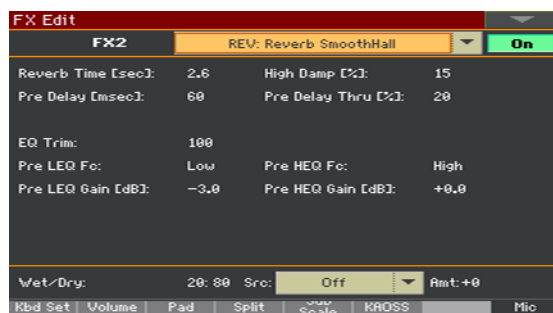 FX Edit
FX2 REV: Reverb SmoothHall On
Reverb Time [sec]: 2.6 High Damp [%]: 15
Pre Delay [msec]: 60 Pre Delay Thru [%]: 20
EQ Trim: 100
Pre LEQ Fc: Low Pre HEQ Fc: High
Pre LEQ Gain [dB]: -3.0 Pre HEQ Gain [dB]: +0.0
Wet/Dry: 20:80 Src: Off Amt:+0
Kbd Set Volume Pad Split Sub Scale KAOSS Mic